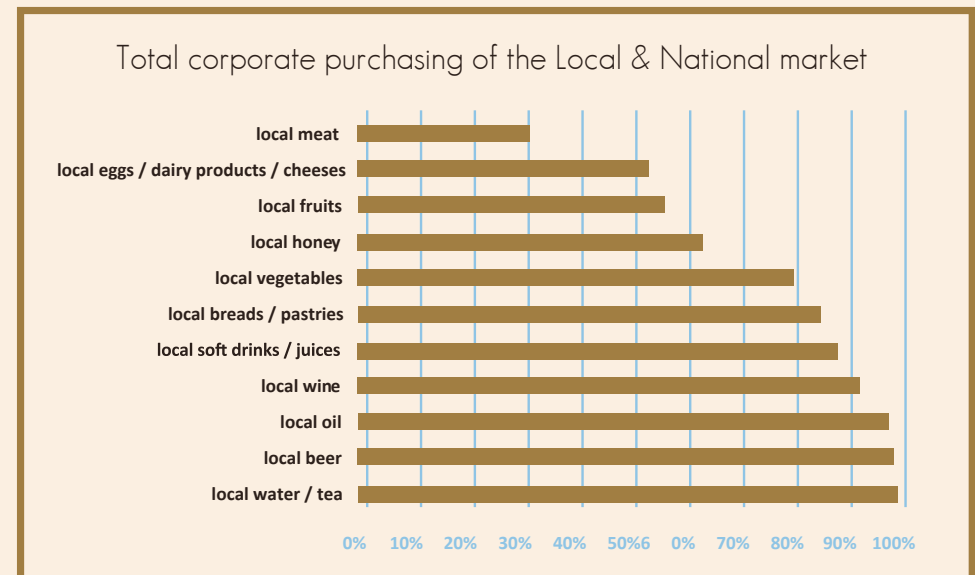 Total corporate purchasing of the Local & National market
local meat
local eggs / dairy products / cheeses
local fruits
local honey
local vegetables
local breads / pastries
local soft drinks / juices
local wine
local oil
local beer
local water / tea
0% 10% 20% 30% 40% 50%6 0% 70% 80% 90% 100%